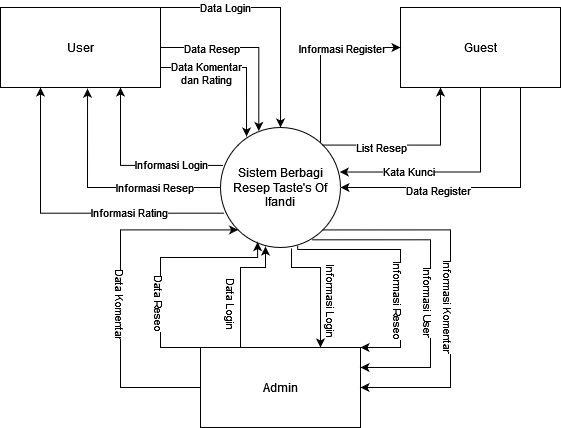 Data Login
User
Data Resep
Data Komentar
dan Rating
Informasi Register
Guest
List Resep
Kata Kunci
Data Register
Informasi Login
Informasi Resep
Informasi Rating
Sistem Berbagi
Resep Taste's Of
Ifandi
Data Komentar
Data Reseo
Data Login
Informasi Login
Informasi Reseo
Informasi User
Informasi Komentar
Admin